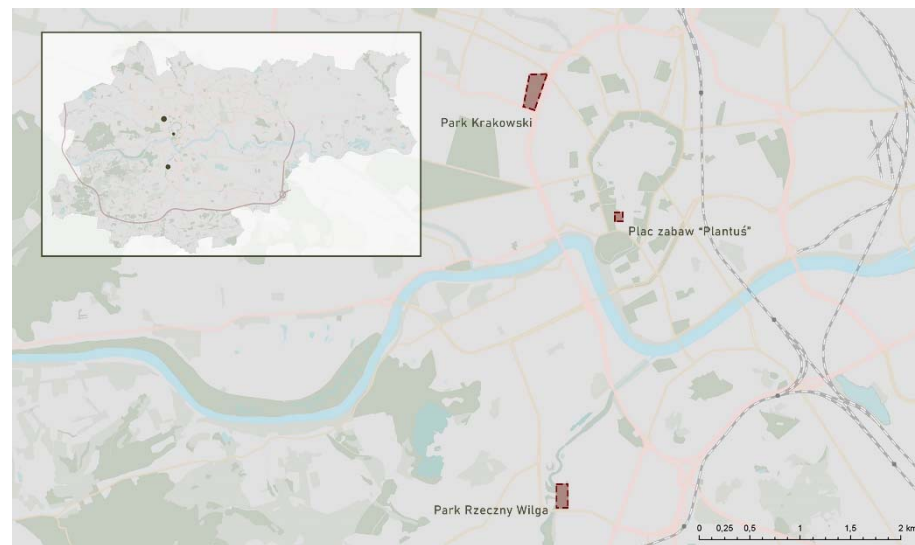 Park Krakowski
Plac zabaw "Plantuś"
Park Rzeczny Wilga
0 0,25 0,5 1 1,5 2 km